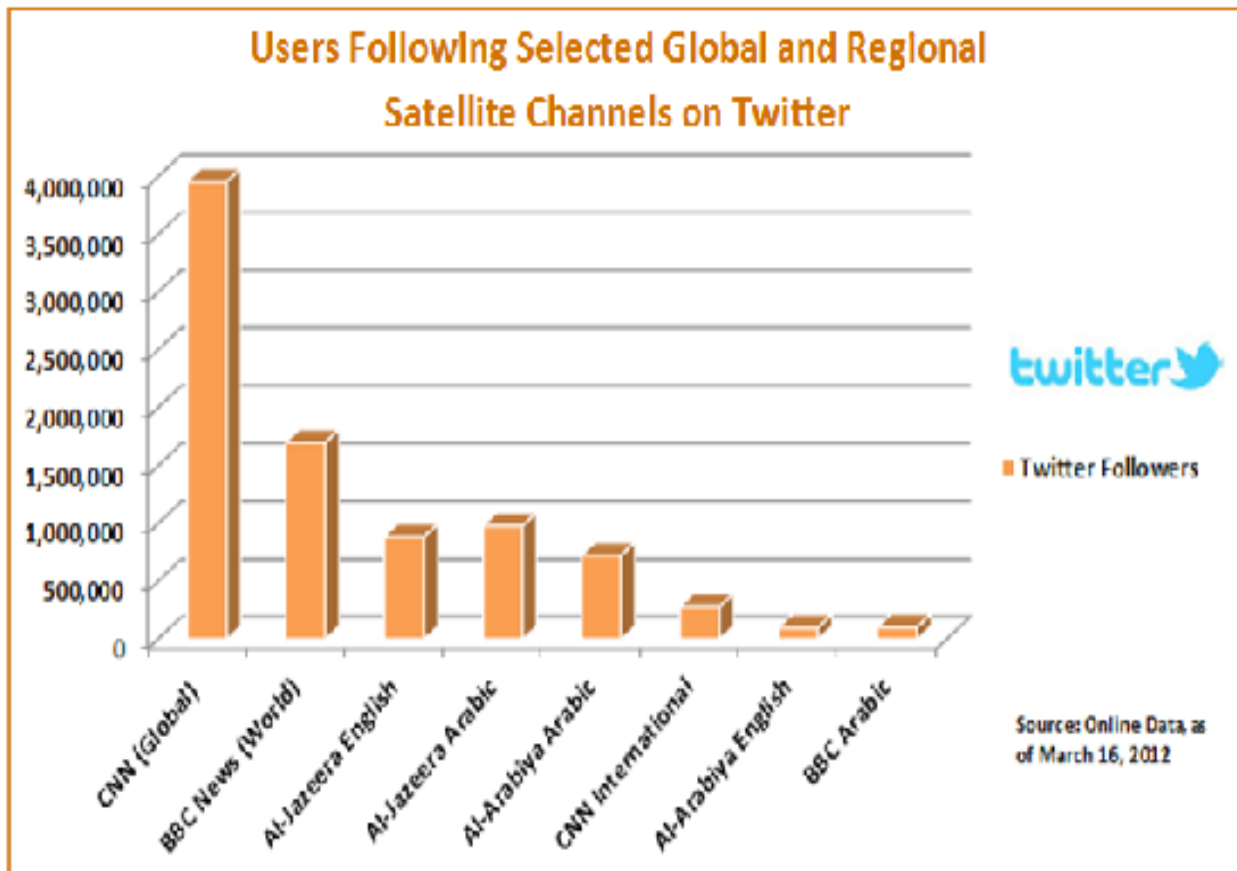 Users Following Selected Global and Regional
Satellite Channels on Twitter
4,000,000
3,500,000
3,000,000
2,500,000
2,000,000
1,500,000
1,000,000
500,000
0
CNN (Global)
BBC News (World)
Al-Jazeera English
Al-Jazeera Arabic
Al-Arabiya Arabic
CNN International
Al-Arabiya English
BBC Arabic
twitter
Twitter Followers
Source: Online Data, as
of March 16, 2012